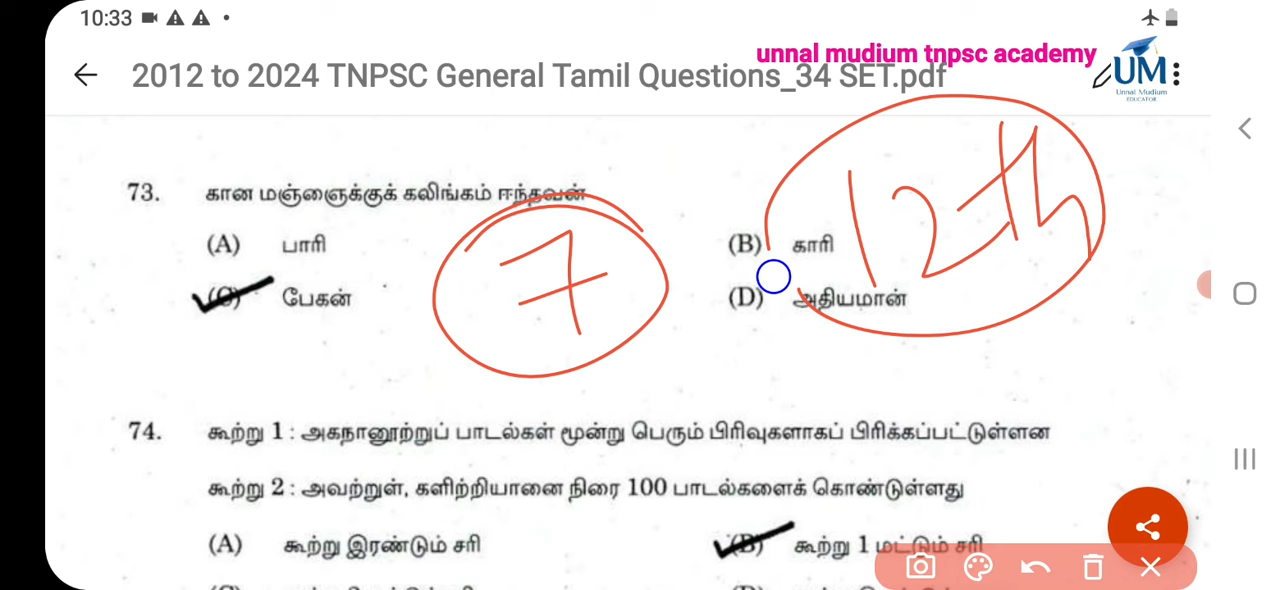 10:33
unnal mudium tnpsc academy
2012 to 2024 TNPSC General Tamil Questions_34 SET.pdf
UM
Unnal Mudium
EDUCATOR
73. கான மஞ்ஞைக்குக் கலிங்கம் ஈந்தவன்
(A) பாரி (B) காரி
(C) பேகன் (D) அதியமான்
7
12th
74. கூற்று 1 : அகநானூற்றுப் பாடல்கள் மூன்று பெரும் பிரிவுகளாகப் பிரிக்கப்பட்டுள்ளன
கூற்று 2 : அவற்றுள், களிற்றியானை நிரை 100 பாடல்களைக் கொண்டுள்ளது
(A) கூற்று இரண்டும் சரி (B) கூற்று 1 மட்டும் சரி